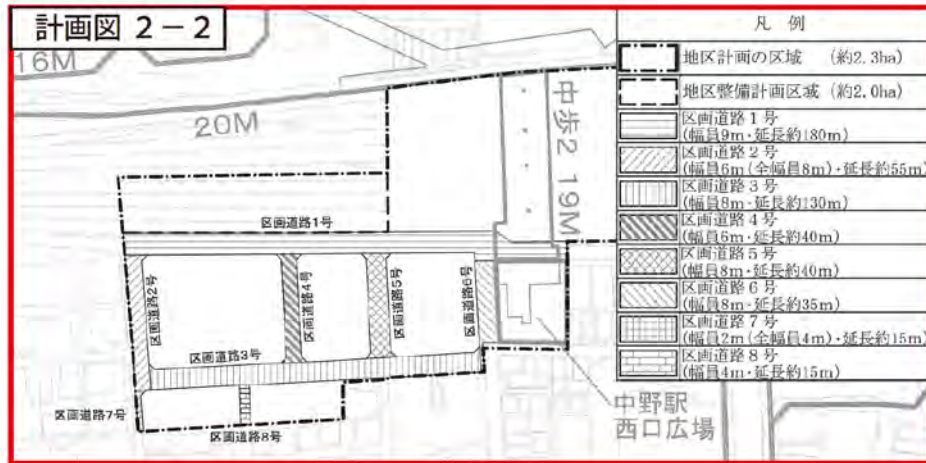 計画図 2－2
16M
20M
中歩2 19M
区画道路1号
区画道路2号
区画道路4号
区画道路5号
区画道路6号
区画道路3号
区画道路7号
区画道路8号
中野駅
西口広場
凡例
地区計画の区域 (約2.3ha)
地区整備計画区域 (約2.0ha)
区画道路1号
(幅員9m・延長約180m)
区画道路2号
(幅員6m(全幅員8m)・延長約55m)
区画道路3号
(幅員8m・延長約130m)
区画道路4号
(幅員6m・延長約40m)
区画道路5号
(幅員8m・延長約40m)
区画道路6号
(幅員8m・延長約35m)
区画道路7号
(幅員2m(全幅員4m)・延長約15m)
区画道路8号
(幅員4m・延長約15m)